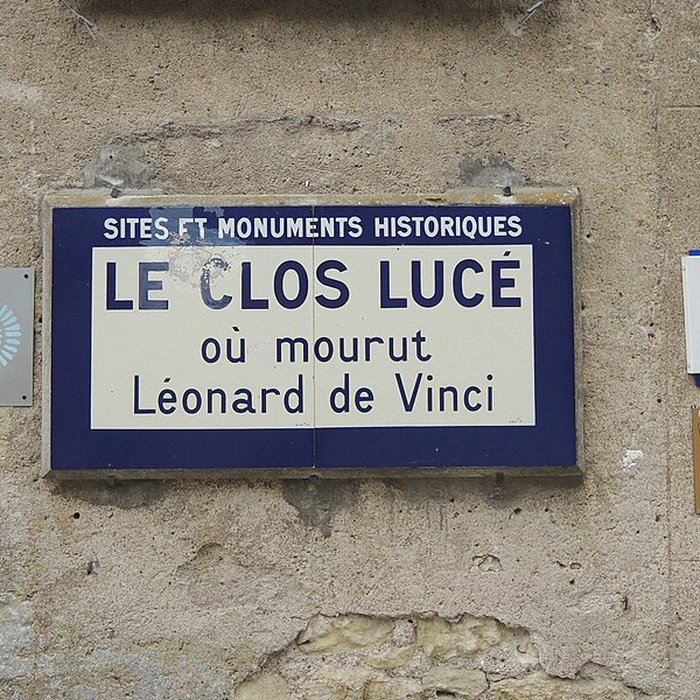 SITES ET MONUMENTS HISTORIQUES
LE CLOS LUCÉ
où mourut
Léonard de Vinci